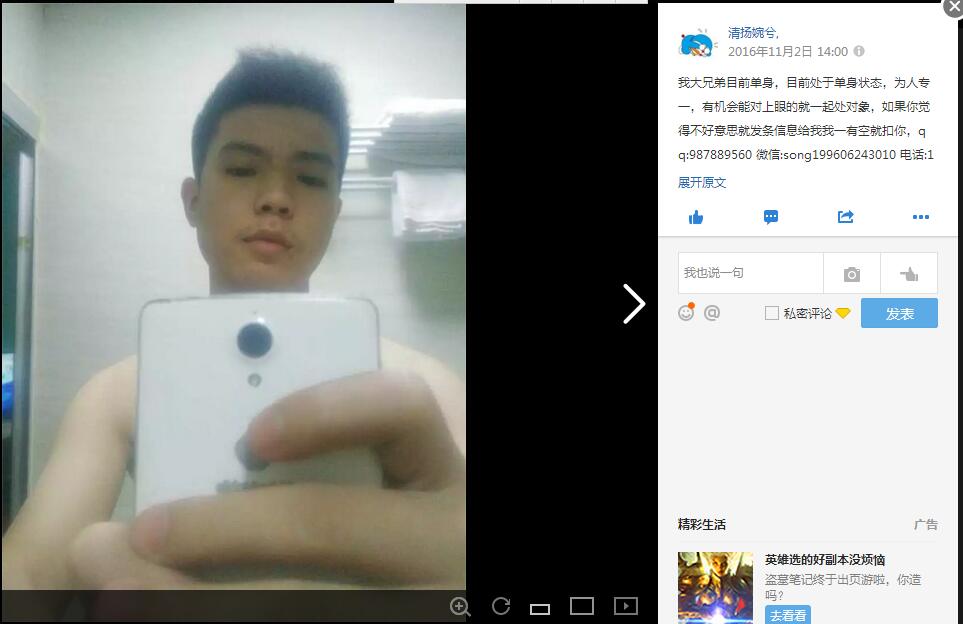 清扬婉兮,
2016年11月2日 14:00
我大兄弟目前单身，目前处于单身状态，为人专
一，有机会能对上眼的就一起处对象，如果你觉
得不好意思就发条信息给我我一有空就扣你，q
q:987889560 微信:song199606243010 电话:1
展开原文
我也说一句
@
私密评论
发表
精彩生活
广告
英雄选的好副本没烦恼
盗墓笔记终于出页游啦，你造
吗？
去看看